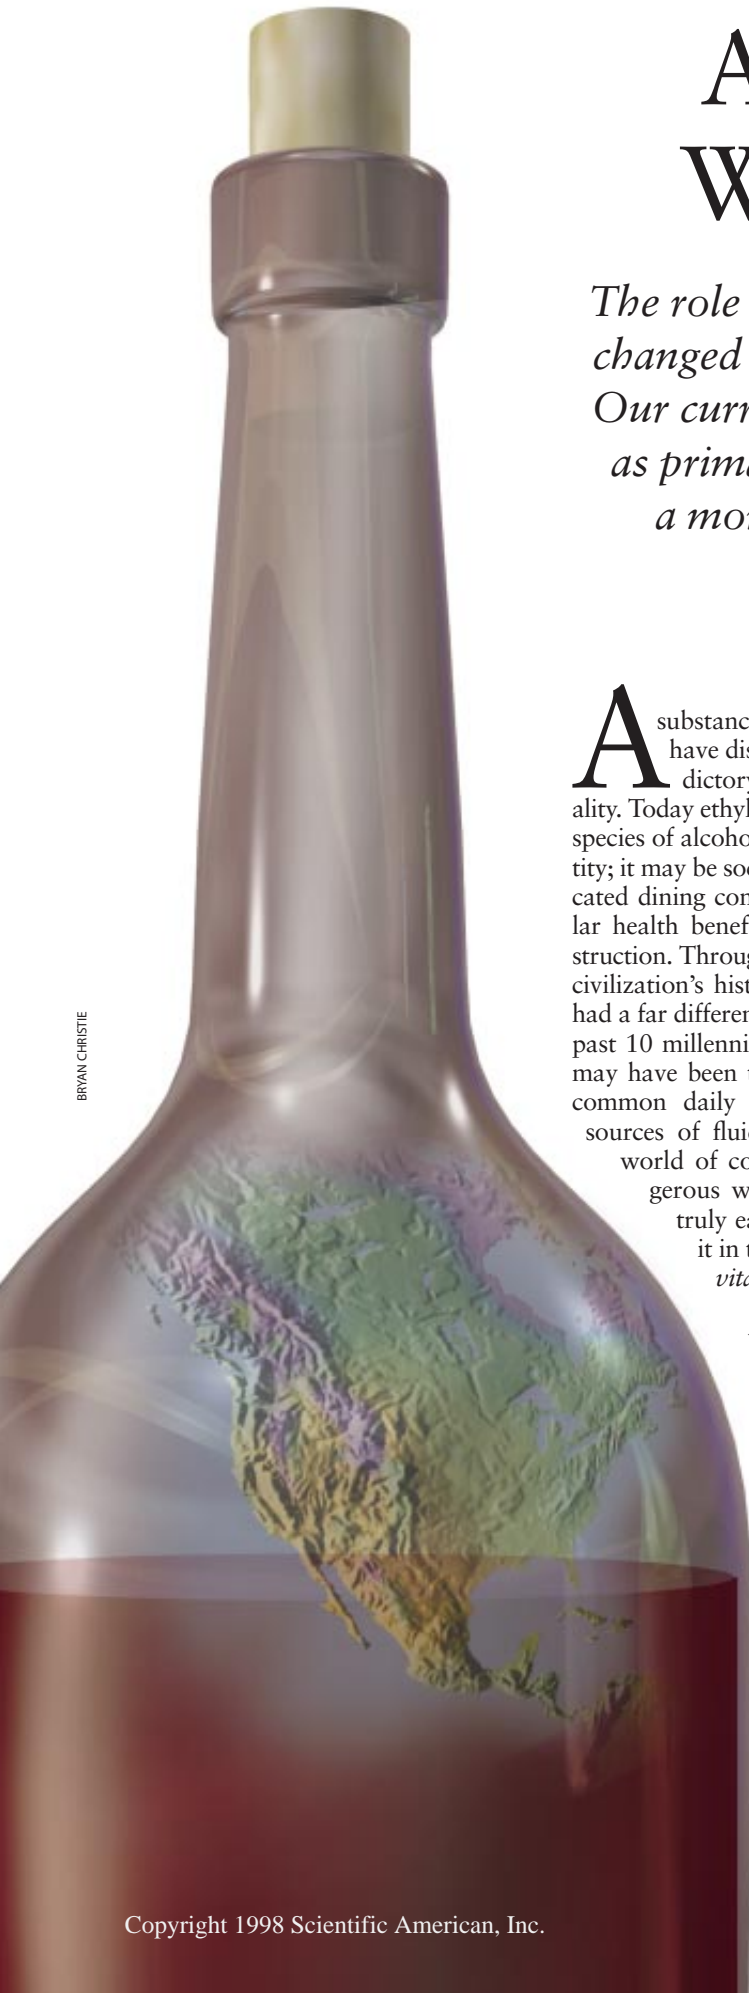 A
W
The role
changed
Our curr
as prima
a mor
A substanc
have dis
dictory
ality. Today ethyl
species of alcoho
tity; it may be soc
cated dining con
lar health benef
struction. Throug
civilization's hist
had a far differen
past 10 millenni
may have been t
common daily
sources of fluid
world of co
gerous w
truly ea
it in t
vita
BRYAN CHRISTIE
Copyright 1998 Scientific American, Inc.